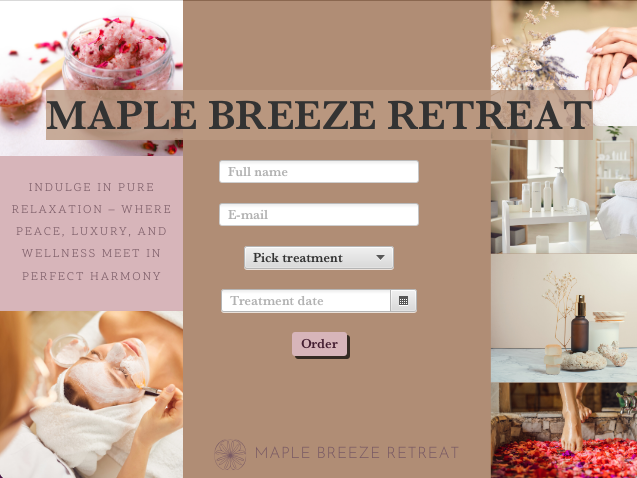 MAPLE BREEZE RETREAT
INDULGE IN PURE
RELAXATION – WHERE
PEACE, LUXURY, AND
WELLNESS MEET IN
PERFECT HARMONY
Full name
E-mail
Pick treatment
Treatment date
Order
MAPLE BREEZE RETREAT